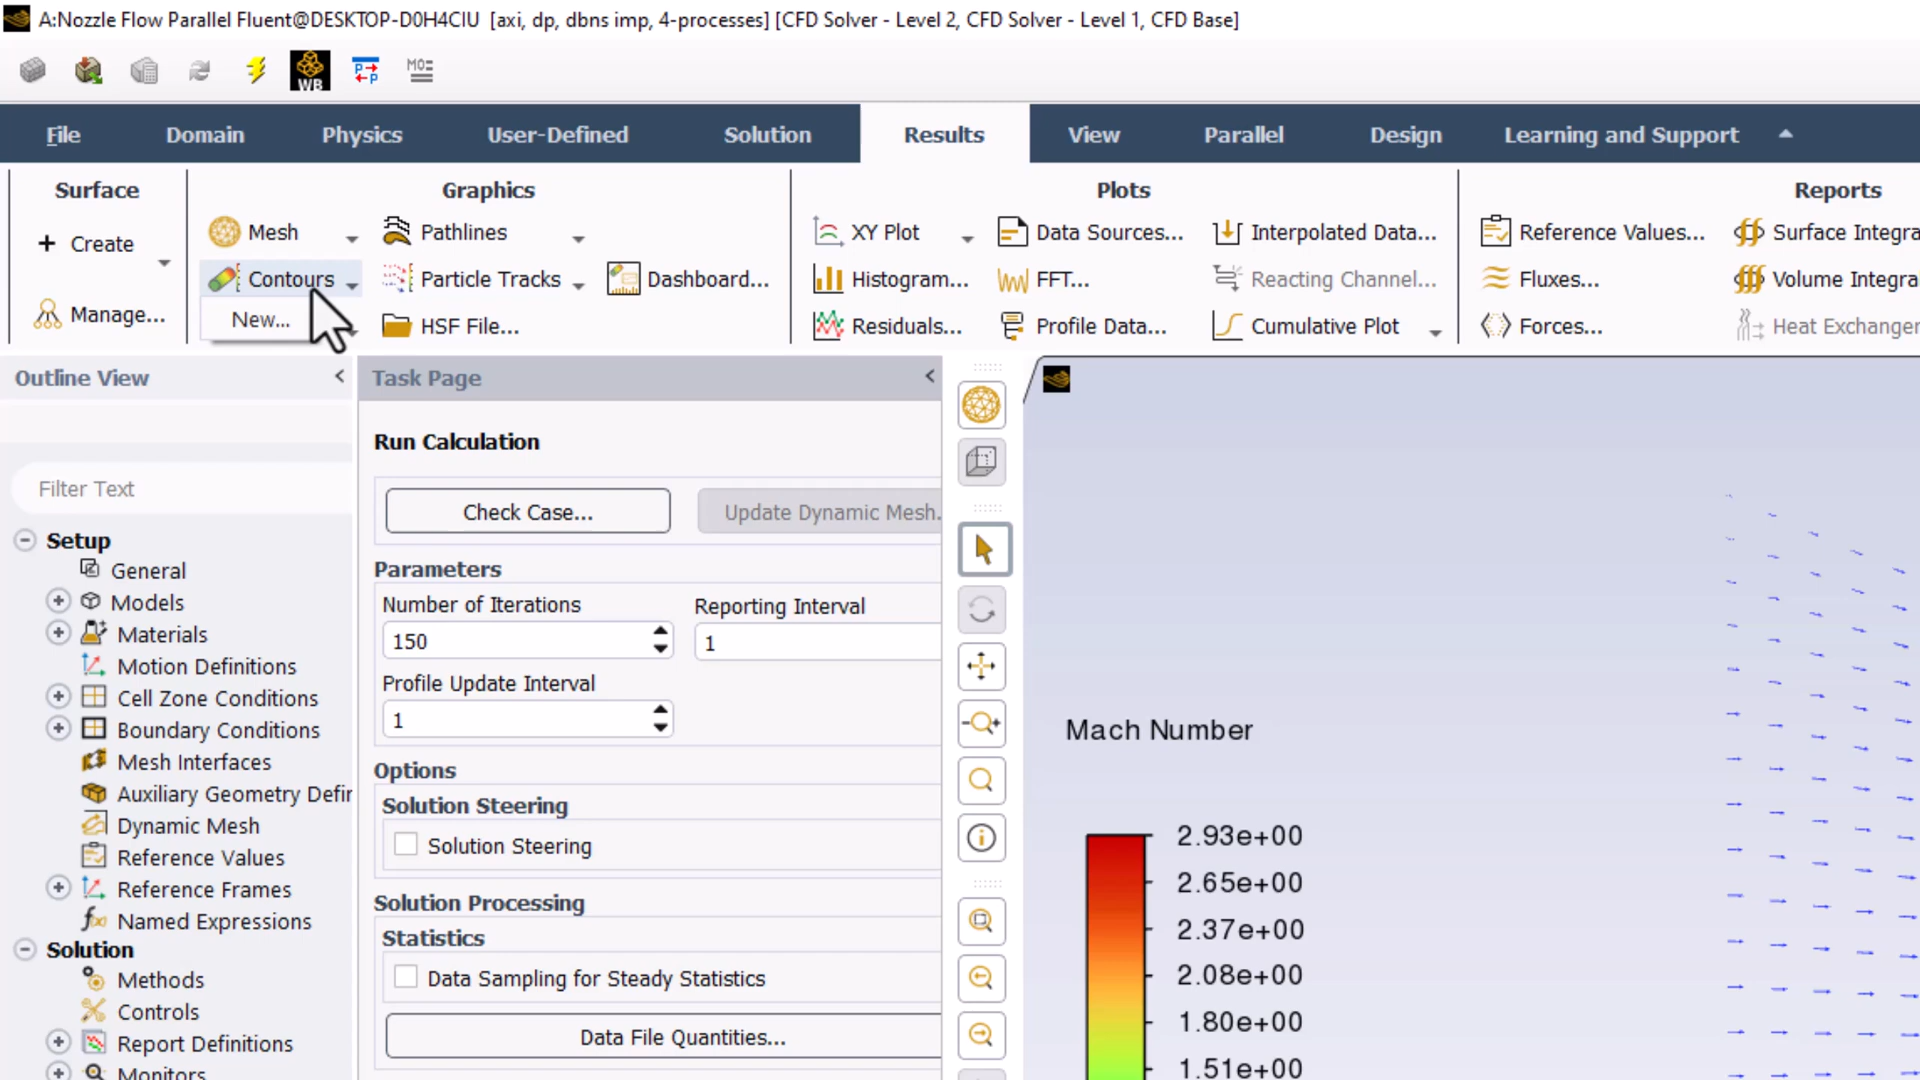 A:Nozzle Flow Parallel Fluent@DESKTOP-D0H4CIU [axi, dp, dbns imp, 4-processes] [CFD Solver - Level 2, CFD Solver - Level 1, CFD Base]
WB
File Domain Physics User-Defined Solution Results View Parallel Design Learning and Support
Surface Graphics Plots Reports
Mesh Pathlines XY Plot Data Sources... Interpolated Data... Reference Values... Surface Integra
Create
Contours Particle Tracks Dashboard... Histogram... FFT... Reacting Channel... Fluxes... Volume Integra
Manage...
New... HSF File... Residuals... Profile Data... Cumulative Plot Forces... Heat Exchanger
Outline View
Filter Text
Setup
General
Models
Materials
Motion Definitions
Cell Zone Conditions
Boundary Conditions
Mesh Interfaces
Auxiliary Geometry Defin
Dynamic Mesh
Reference Values
Reference Frames
Named Expressions
Solution
Methods
Controls
Report Definitions
Monitors
Task Page
Run Calculation
Check Case... Update Dynamic Mesh.
Parameters
Number of Iterations Reporting Interval
150 1
Profile Update Interval
1
Options
Solution Steering
Solution Steering
Solution Processing
Statistics
Data Sampling for Steady Statistics
Data File Quantities...
Mach Number
2.93e+00
2.65e+00
2.37e+00
2.08e+00
1.80e+00
1.51e+00